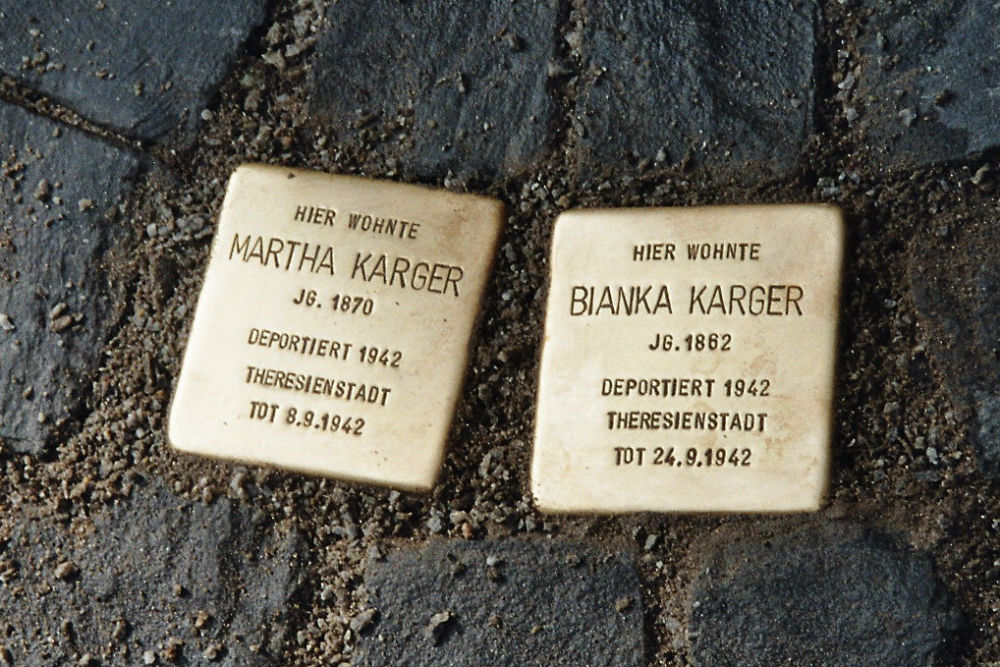 HIER WOHNTE
MARTHA KARGER
JG. 1870
DEPORTIERT 1942
THERESIENSTADT
TOT 8.9.1942
HIER WOHNTE
BIANKA KARGER
JG.1862
DEPORTIERT 1942
THERESIENSTADT
TOT 24.9.1942